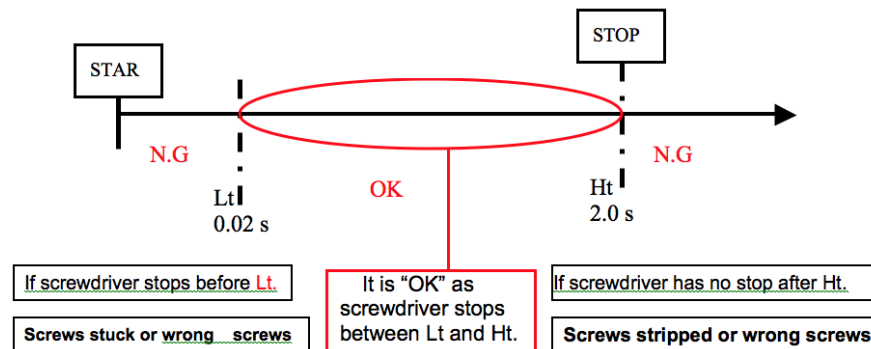 STAR
STOP
N.G
OK
N.G
Lt
0.02 s
Ht
2.0 s
If screwdriver stops before Lt.
It is “OK” as
screwdriver stops
between Lt and Ht.
If screwdriver has no stop after Ht.
Screws stuck or wrong screws
Screws stripped or wrong screws